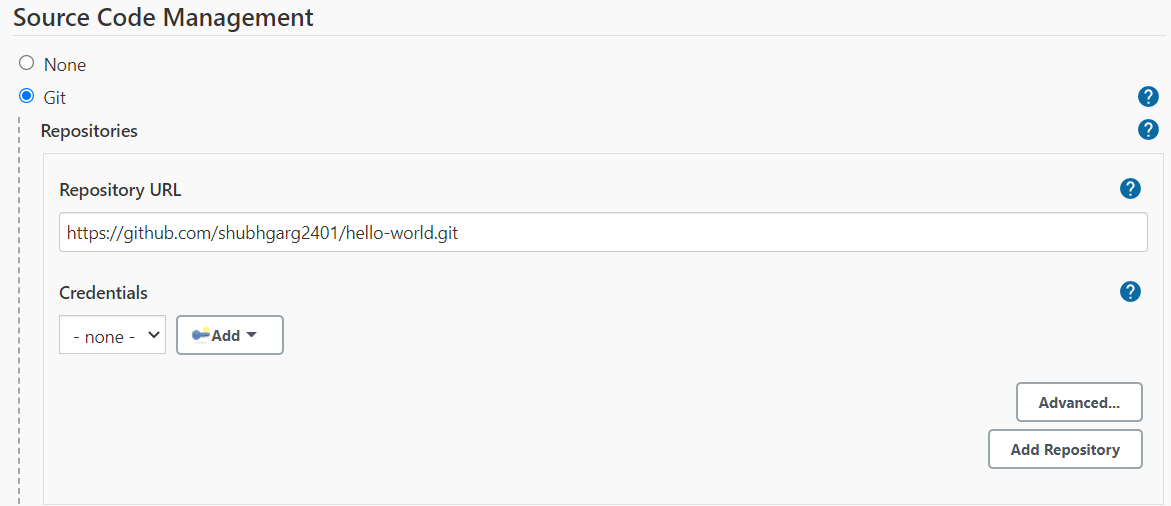 Source Code Management
None
Git
Repositories
Repository URL
https://github.com/shubhgarg2401/hello-world.git
Credentials
- none - Add
Advanced...
Add Repository